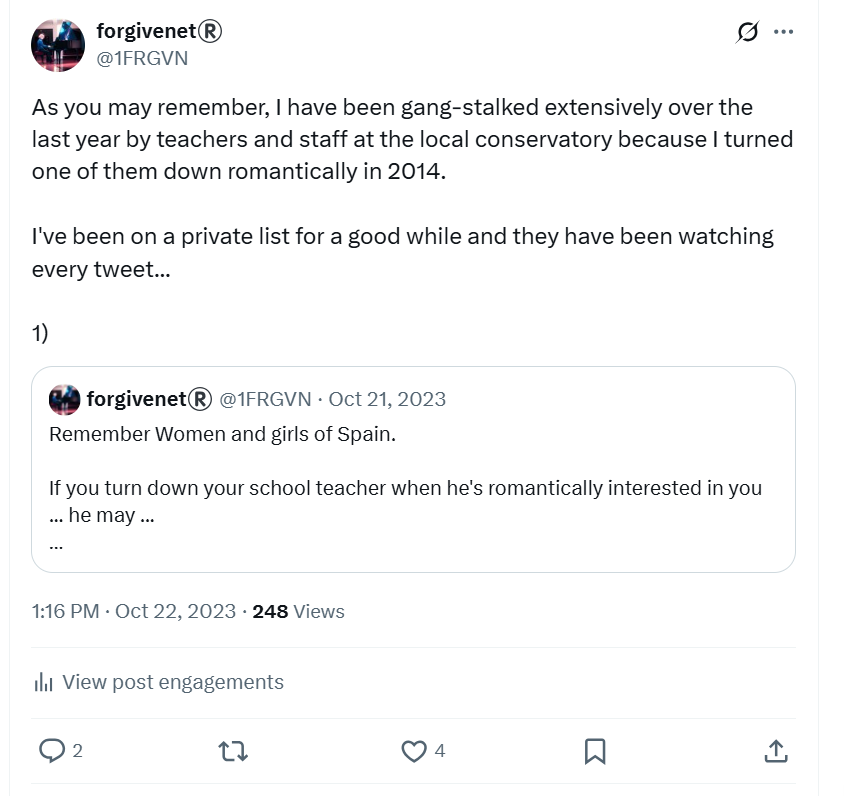 forgivenet®
@1FRGVN
As you may remember, I have been gang-stalked extensively over the
last year by teachers and staff at the local conservatory because I turned
one of them down romantically in 2014.
I've been on a private list for a good while and they have been watching
every tweet...
1)
forgivenet® @1FRGVN · Oct 21, 2023
Remember Women and girls of Spain.
If you turn down your school teacher when he's romantically interested in you
... he may ...
...
1:16 PM · Oct 22, 2023 · 248 Views
View post engagements
2
4